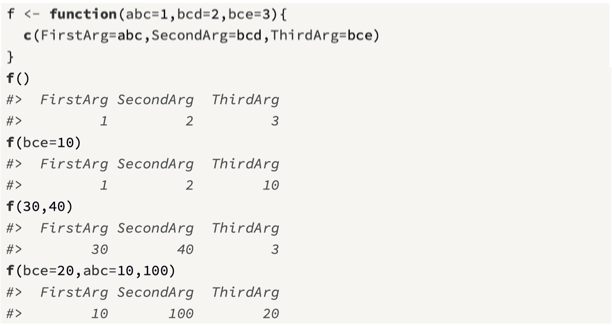 f <- function(abc=1,bcd=2,bce=3){
  c(FirstArg=abc,SecondArg=bcd,ThirdArg=bce)
}
f()
#>  FirstArg SecondArg  ThirdArg
#>         1         2         3
f(bce=10)
#>  FirstArg SecondArg  ThirdArg
#>         1         2        10
f(30,40)
#>  FirstArg SecondArg  ThirdArg
#>        30        40         3
f(bce=20,abc=10,100)
#>  FirstArg SecondArg  ThirdArg
#>        10       100        20